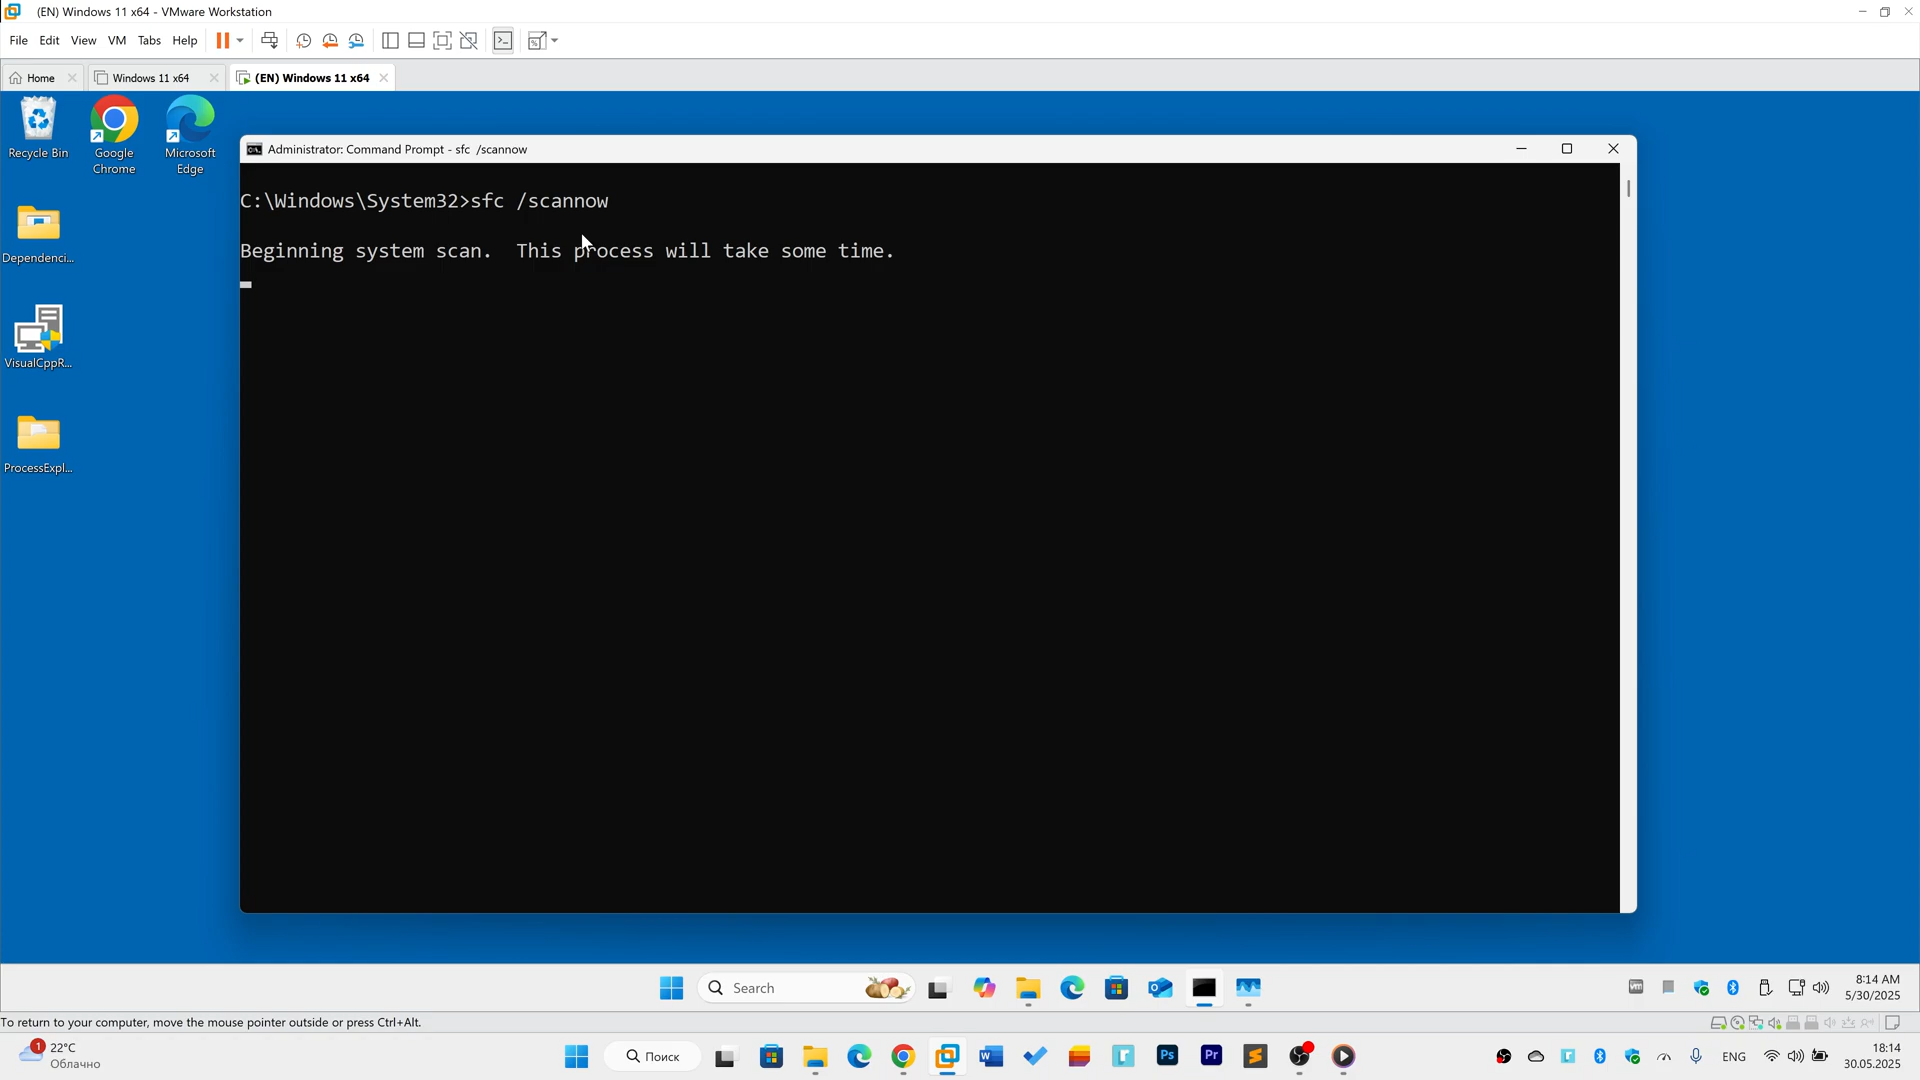 (EN) Windows 11 x64 - VMware Workstation
File Edit View VM Tabs Help
Home Windows 11 x64 (EN) Windows 11 x64
Recycle Bin
Google Chrome
Microsoft Edge
Dependenci...
VisualCppR...
ProcessExpl...
Administrator: Command Prompt - sfc /scannow
C:\Windows\System32>sfc /scannow
Beginning system scan. This process will take some time.
Search
8:14 AM
5/30/2025
To return to your computer, move the mouse pointer outside or press Ctrl+Alt.
1
22°C
Облачно
Поиск
W
Ps
Pr
ENG
18:14
30.05.2025